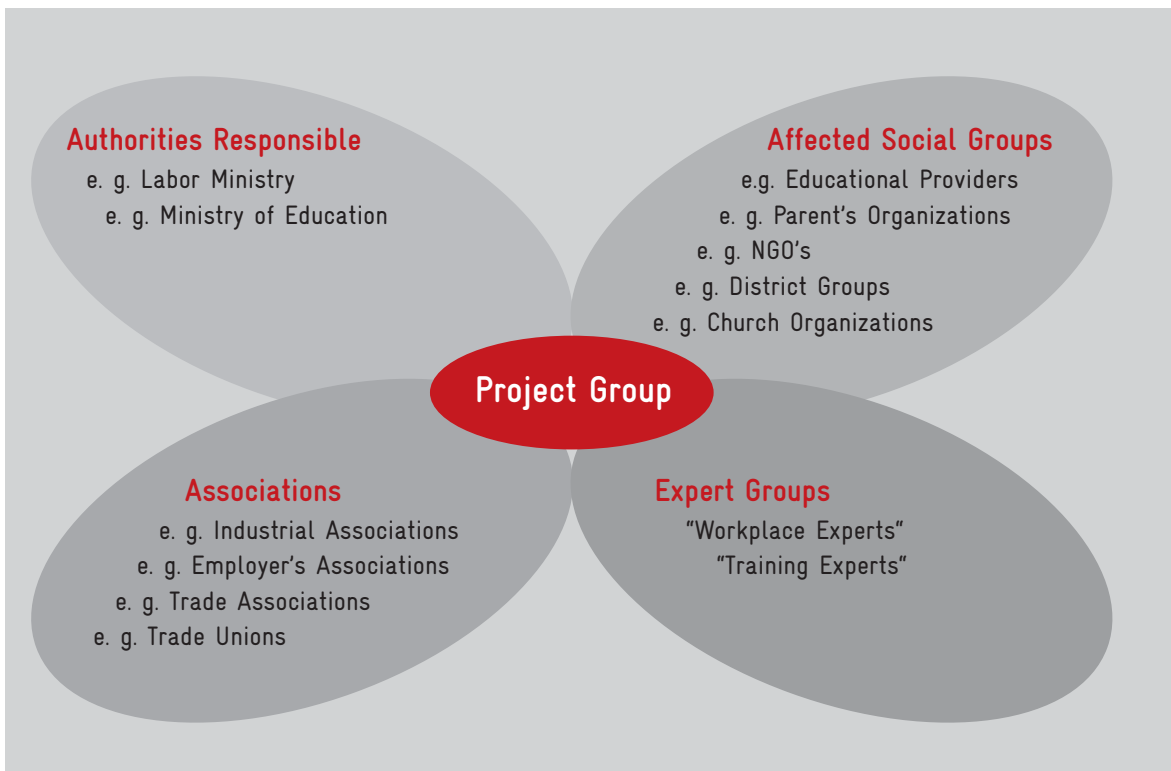 Authorities Responsible
e. g. Labor Ministry
e. g. Ministry of Education
Affected Social Groups
e.g. Educational Providers
e. g. Parent's Organizations
e. g. NGO's
e. g. District Groups
e. g. Church Organizations
Project Group
Associations
e. g. Industrial Associations
e. g. Employer's Associations
e. g. Trade Associations
e. g. Trade Unions
Expert Groups
“Workplace Experts“
“Training Experts“